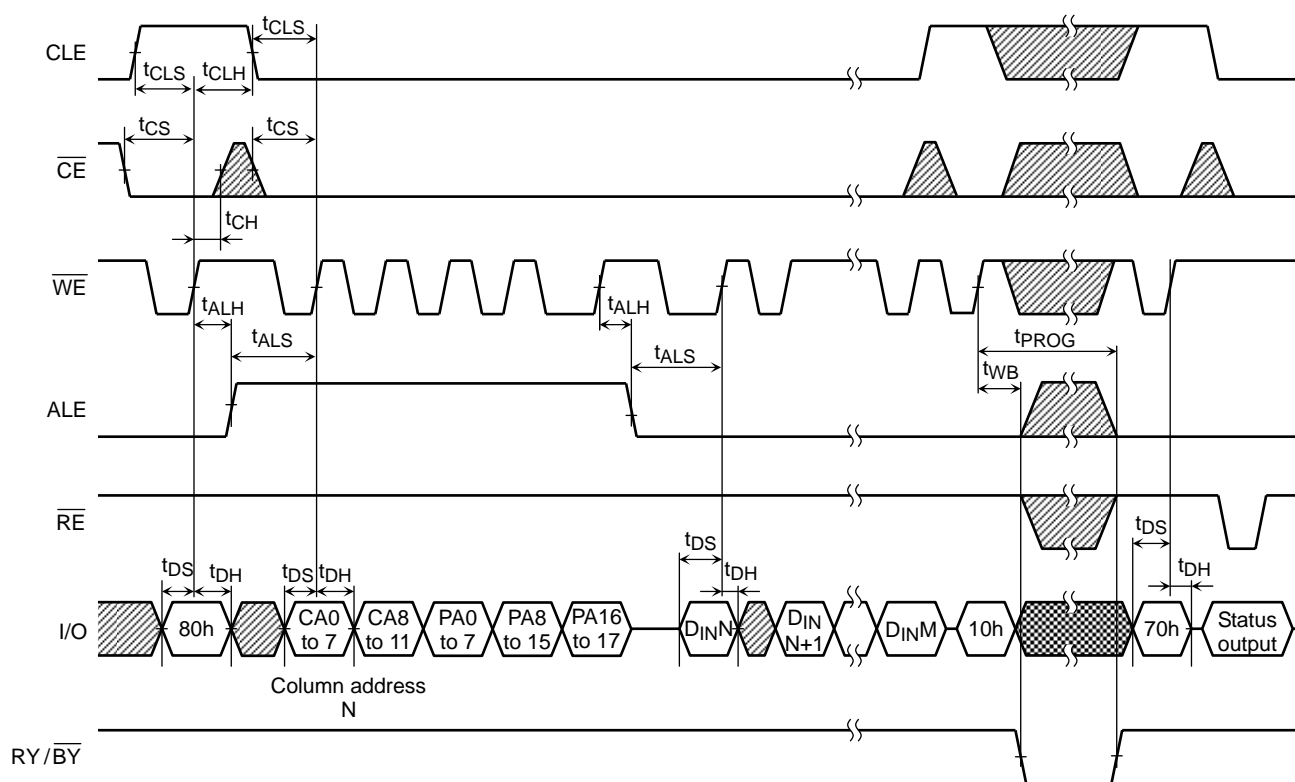 CLE
tCLS
tCLS
tCLH
CE
tCS
tCS
tCH
WE
tALH
tALH
tALS
tALS
tPROG
tWB
ALE
RE
tDS
tDH
tDS
tDH
tDS
tDH
tDS
tDH
I/O
80h
CA0
to 7
CA8
to 11
PA0
to 7
PA8
to 15
PA16
to 17
DINN
DIN
N+1
DINM
10h
70h
Status
output
Column address
N
RY/BY